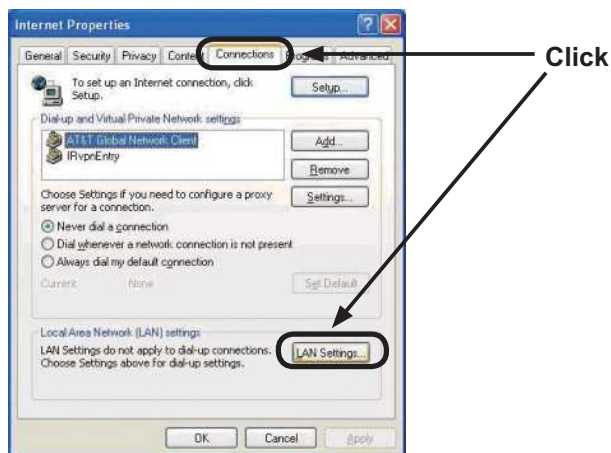 Internet Properties
General Security Privacy Content Connections Programs Advanced
Click
To set up an Internet connection, click
Setup.
Setup...
Dial-up and Virtual Private Network settings
AT&T Global Network Client
IRvpnEntry
Add...
Remove
Choose Settings if you need to configure a proxy
server for a connection.
Settings...
Never dial a connection
Dial whenever a network connection is not present
Always dial my default connection
Current None
Set Default
Local Area Network (LAN) settings
LAN Settings do not apply to dial-up connections.
Choose Settings above for dial-up settings.
LAN Settings...
OK Cancel Apply